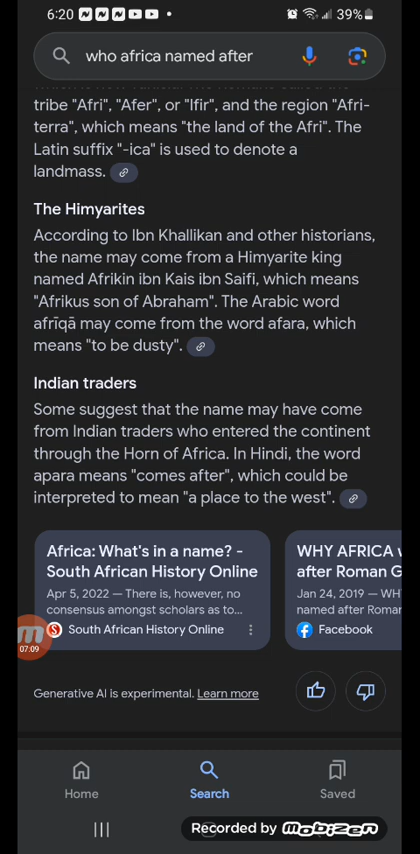 6:20
39%
who africa named after
tribe "Afri", "Afer", or "Ifir", and the region "Afri-
terra", which means "the land of the Afri". The
Latin suffix "-ica" is used to denote a
landmass.
The Himyarites
According to Ibn Khallikan and other historians,
the name may come from a Himyarite king
named Afrikin ibn Kais ibn Saifi, which means
"Afrikus son of Abraham". The Arabic word
afrīqā may come from the word afara, which
means "to be dusty".
Indian traders
Some suggest that the name may have come
from Indian traders who entered the continent
through the Horn of Africa. In Hindi, the word
apara means "comes after", which could be
interpreted to mean "a place to the west".
Africa: What's in a name? -
South African History Online
Apr 5, 2022 — There is, however, no
consensus amongst scholars as to...
South African History Online
WHY AFRICA
after Roman G
Jan 24, 2019 — WH
named after Roma
Facebook
07:09
Generative AI is experimental. Learn more
Home
Search
Saved
Recorded by mobizen